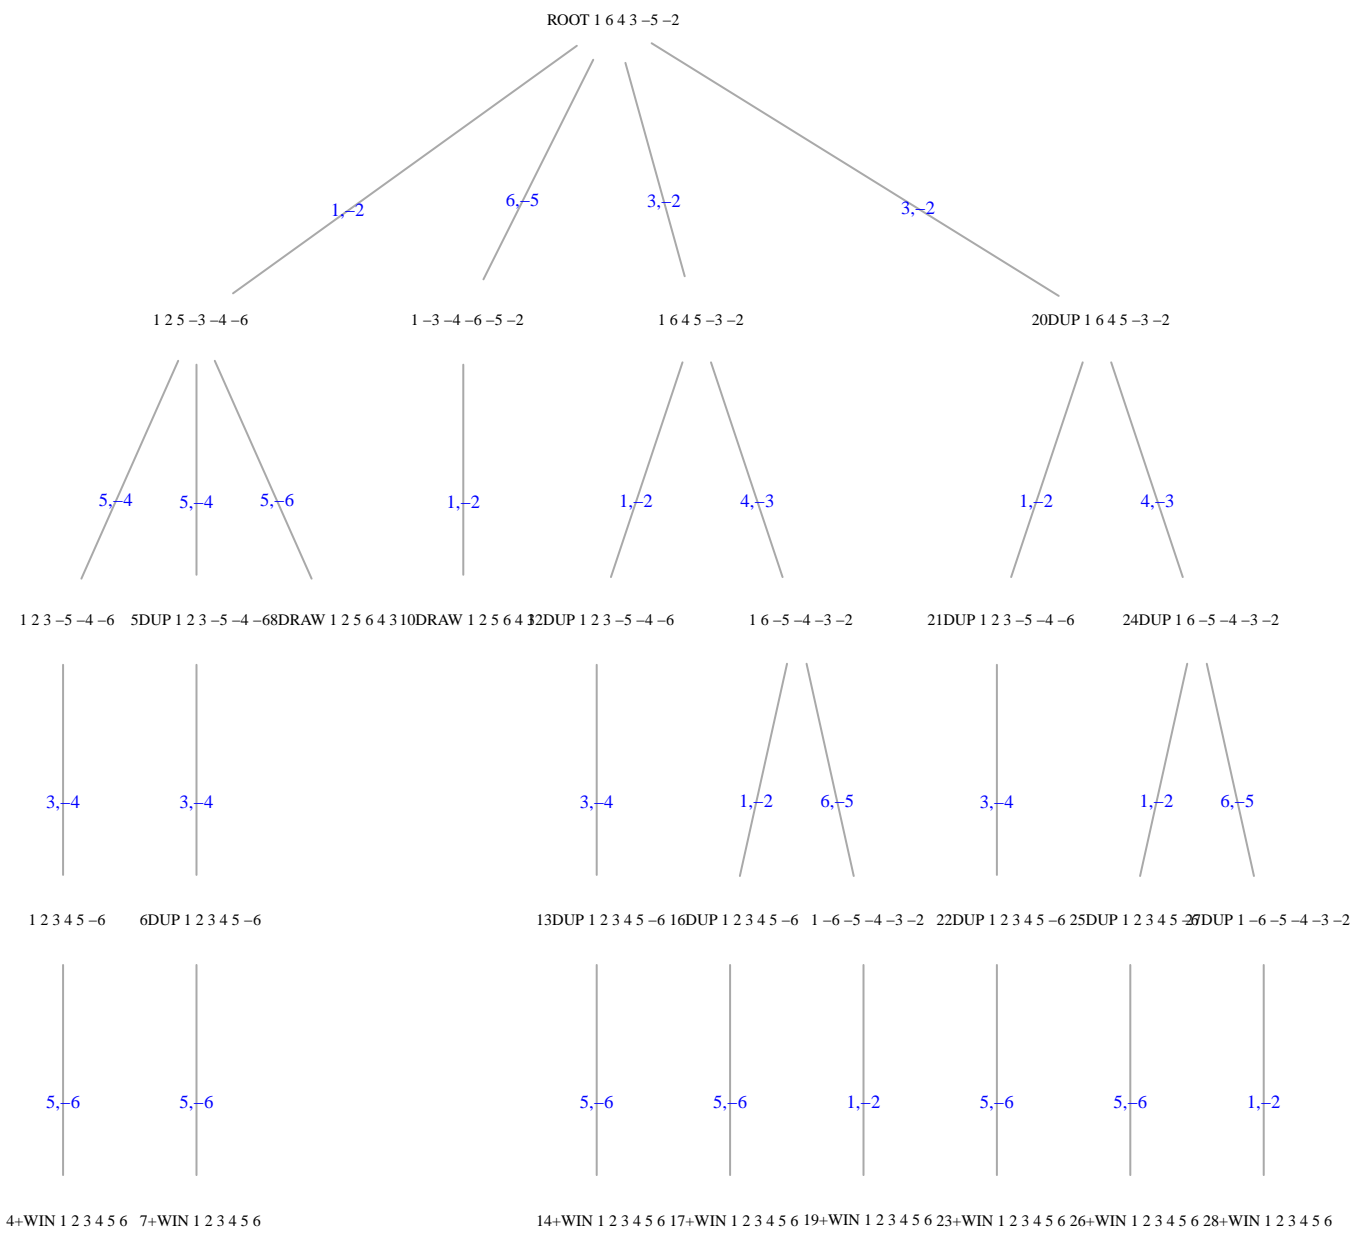 ROOT 1 6 4 3 −5 −2
1,−2 6,−5 3,−2 3,−2
1 2 5 −3 −4 −6 1 −3 −4 −6 −5 −2 1 6 4 5 −3 −2 20DUP 1 6 4 5 −3 −2
5,−4 5,−4 5,−6 1,−2 1,−2 4,−3 1,−2 4,−3
1 2 3 −5 −4 −6 5DUP 1 2 3 −5 −4 −6 8DRAW 1 2 5 6 4 3 10DRAW 1 2 5 6 4 3 12DUP 1 2 3 −5 −4 −6 1 6 −5 −4 −3 −2 21DUP 1 2 3 −5 −4 −6 24DUP 1 6 −5 −4 −3 −2
3,−4 3,−4 3,−4 1,−2 6,−5 3,−4 1,−2 6,−5
1 2 3 4 5 −6 6DUP 1 2 3 4 5 −6 13DUP 1 2 3 4 5 −6 16DUP 1 2 3 4 5 −6 1 −6 −5 −4 −3 −2 22DUP 1 2 3 4 5 −6 25DUP 1 2 3 4 5 −6 27DUP 1 −6 −5 −4 −3 −2
5,−6 5,−6 5,−6 5,−6 1,−2 5,−6 5,−6 1,−2
4+WIN 1 2 3 4 5 6 7+WIN 1 2 3 4 5 6 14+WIN 1 2 3 4 5 6 17+WIN 1 2 3 4 5 6 19+WIN 1 2 3 4 5 6 23+WIN 1 2 3 4 5 6 26+WIN 1 2 3 4 5 6 28+WIN 1 2 3 4 5 6